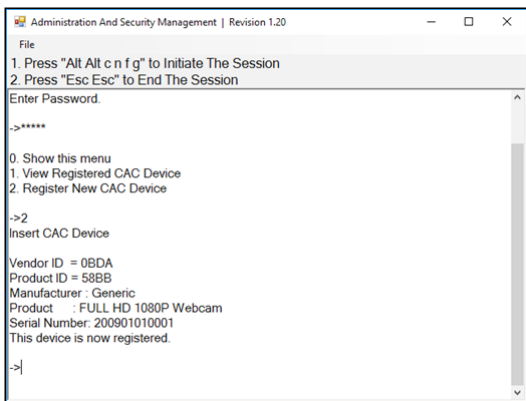 Administration And Security Management | Revision 1.20
File
1. Press "Alt Alt c n f g" to Initiate The Session
2. Press "Esc Esc" to End The Session
Enter Password.
->*****
0. Show this menu
1. View Registered CAC Device
2. Register New CAC Device
->2
Insert CAC Device
Vendor ID = 0BDA
Product ID = 58BB
Manufacturer : Generic
Product : FULL HD 1080P Webcam
Serial Number: 200901010001
This device is now registered.
->